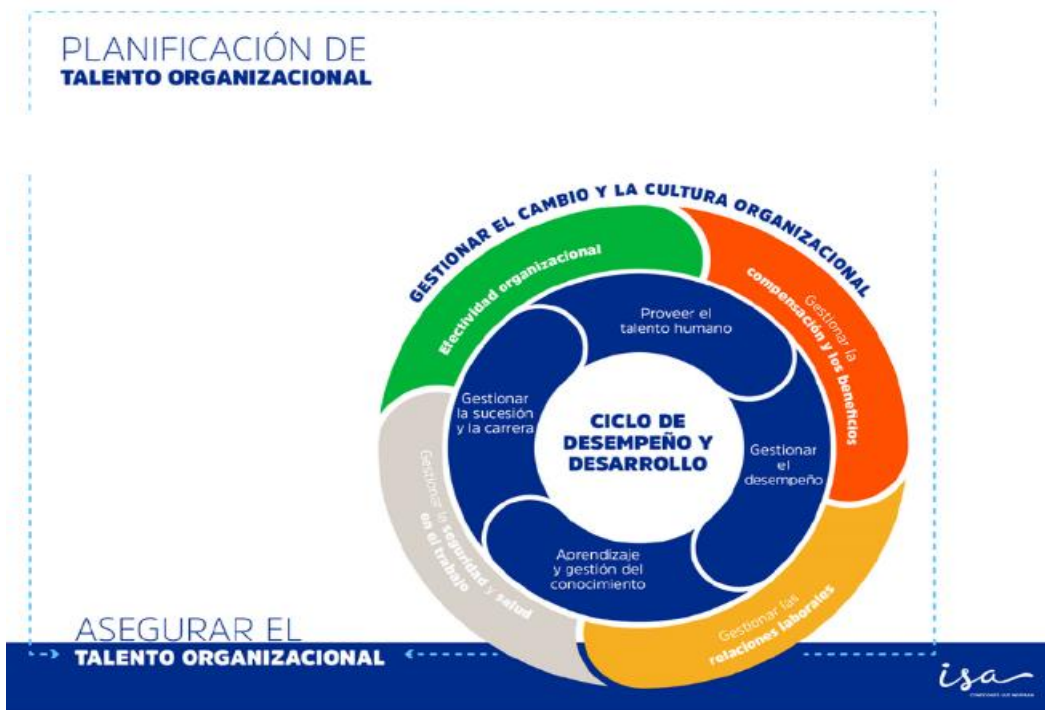 PLANIFICACIÓN DE
TALENTO ORGANIZACIONAL
GESTIONAR EL CAMBIO Y LA CULTURA ORGANIZACIONAL
Efectividad organizacional
Gestionar la
compensación y los beneficios
Proveer el
talento humano
Gestionar
la sucesión
y la carrera
CICLO DE
DESEMPEÑO Y
DESARROLLO
Gestionar
el
desempeño
Gestionar la seguridad y salud
en el trabajo
Aprendizaje
y gestión del
conocimiento
Gestionar las
relaciones laborales
ASEGURAR EL
TALENTO ORGANIZACIONAL
isa